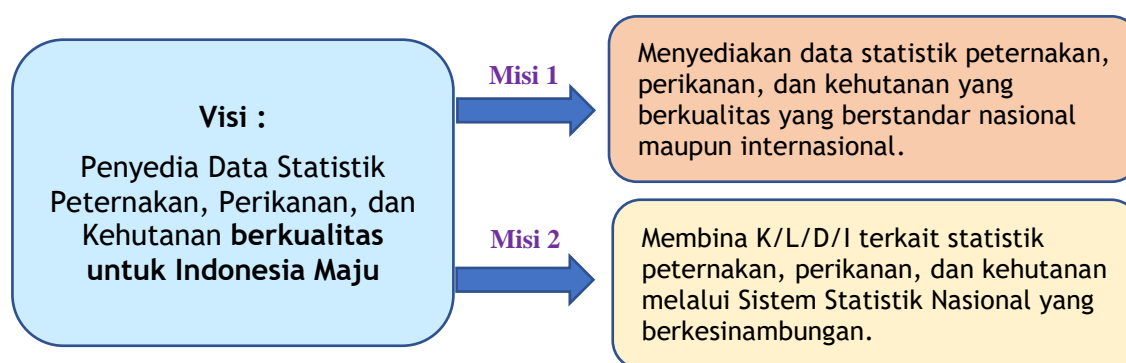 Visi :
Penyedia Data Statistik
Peternakan, Perikanan, dan
Kehutanan berkualitas
untuk Indonesia Maju
Misi 1
Menyediakan data statistik peternakan,
perikanan, dan kehutanan yang
berkualitas yang berstandar nasional
maupun internasional.
Misi 2
Membina K/L/D/I terkait statistik
peternakan, perikanan, dan kehutanan
melalui Sistem Statistik Nasional yang
berkesinambungan.